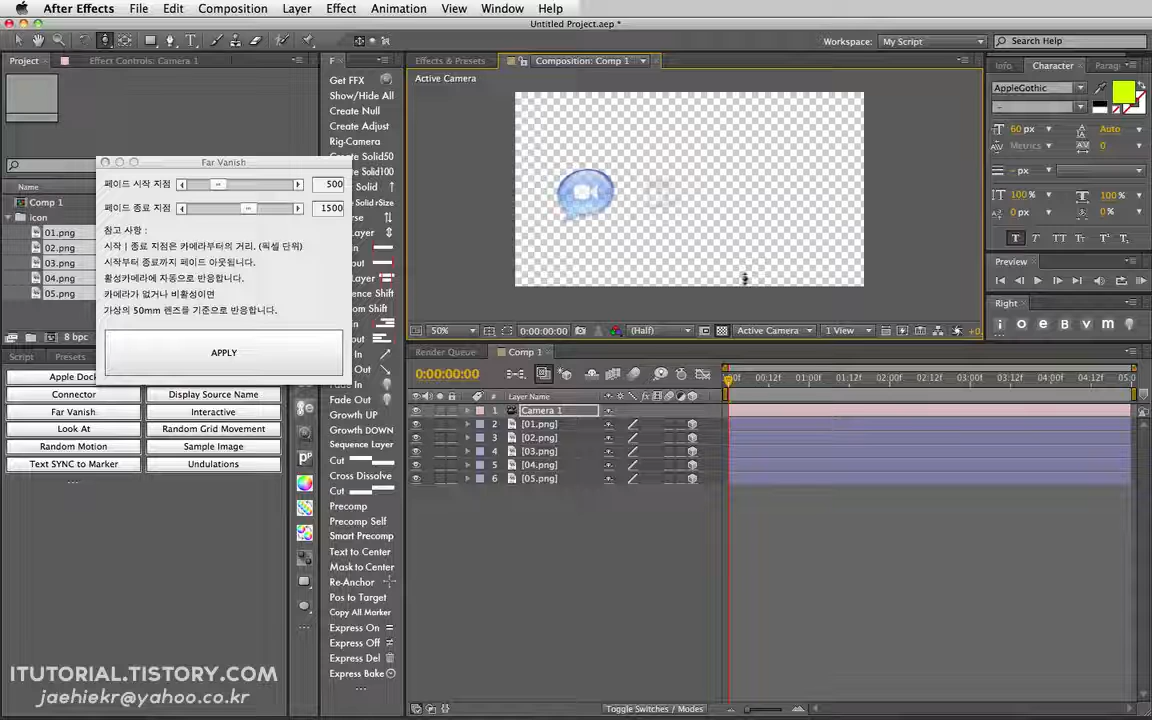 After Effects File Edit Composition Layer Effect Animation View Window Help
Untitled Project.aep *
Workspace: My Script Search Help
Project Effect Controls: Camera 1
Effects & Presets Composition: Comp 1
Info Character Paragr
Active Camera
AppleGothic
60 px Auto
Metrics 0
- px
100 % 100 %
0 px 0 %
T T TT Tr
Preview
Right
i o e B v m
Name
Comp 1
icon
01.png
02.png
03.png
04.png
05.png
8 bpc
Far Vanish
페이드 시작 지점 500
페이드 종료 지점 1500
참고 사항 :
시작 | 종료 지점은 카메라부터의 거리. (픽셀 단위)
시작부터 종료까지 페이드 아웃됩니다.
활성카메라에 자동으로 반응합니다.
카메라가 없거나 비활성이면
가상의 50mm 렌즈를 기준으로 반응합니다.
APPLY
Script Presets
Apple Dock
Connector Display Source Name
Far Vanish Interactive
Look At Random Grid Movement
Random Motion Sample Image
Text SYNC to Marker Undulations
Get FFX
Show/Hide All
Create Null
Create Adjust
Rig-Camera
Create Solid50
Solid100
Solid
Solid rSize
Layer
Layer
Shift
Shift
Out
Fade In
Fade Out
Growth UP
Growth DOWN
Sequence Layer
Cut
Cross Dissolve
Cut
Precomp
Precomp Self
Smart Precomp
Text to Center
Mask to Center
Re-Anchor
Pos to Target
Copy All Marker
Express On
Express Off
Express Del
Express Bake
50% 0:00:00:00 (Half) Active Camera 1 View +0.
Render Queue Comp 1
0:00:00:00
00f 00:12f 01:00f 01:12f 02:00f 02:12f 03:00f 03:12f 04:00f 04:12f 05:0
# Layer Name
1 Camera 1
2 [01.png]
3 [02.png]
4 [03.png]
5 [04.png]
6 [05.png]
Toggle Switches / Modes
ITUTORIAL.TISTORY.COM
jaehiekr@yahoo.co.kr